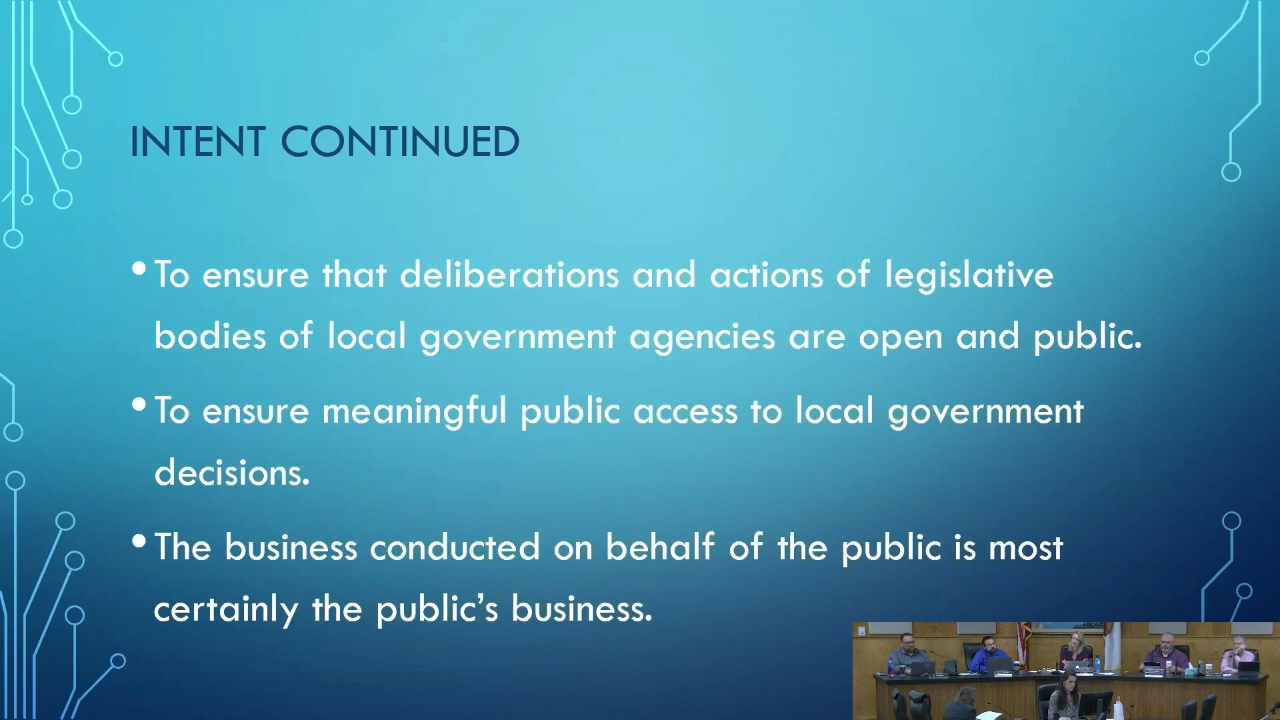 INTENT CONTINUED
• To ensure that deliberations and actions of legislative
bodies of local government agencies are open and public.
• To ensure meaningful public access to local government
decisions.
• The business conducted on behalf of the public is most
certainly the public’s business.